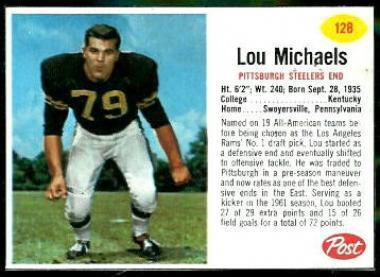 128
Lou Michaels
PITTSBURGH STEELERS END
Ht. 6'2"; Wt. 240; Born Sept. 28, 1935
College ..................... Kentucky
Home ..... Swoyersville, Pennsylvania
Named on 19 All-American teams before being chosen as the Los Angeles
Rams' No. 1 draft pick, Lou started as
a defensive end and eventually shifted
to offensive tackle. He was traded to
Pittsburgh in a pre-season maneuver
and now rates as one of the best defensive
ends in the East. Serving as a
kicker in the 1961 season, Lou booted
27 of 29 extra points and 15 of 26
field goals for a total of 72 points.
79
Post